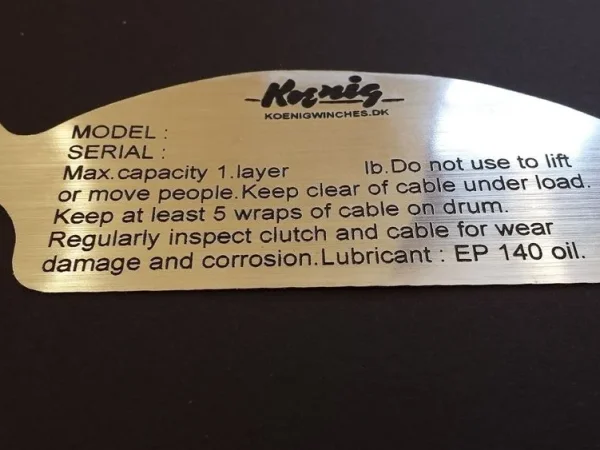 Koenig
KOENIGWINCHES.DK
MODEL :
SERIAL :
Max.capacity 1.layer lb.Do not use to lift
or move people.Keep clear of cable under load.
Keep at least 5 wraps of cable on drum.
Regularly inspect clutch and cable for wear
damage and corrosion.Lubricant : EP 140 oil.